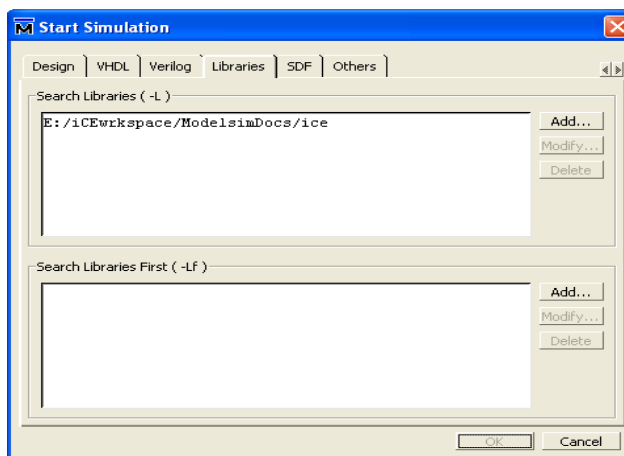 Start Simulation
Design VHDL Verilog Libraries SDF Others
Search Libraries ( -L )
E:/iCEwrkspace/ModelsimDocs/ice
Add...
Modify...
Delete
Search Libraries First ( -Lf )
Add...
Modify...
Delete
OK Cancel